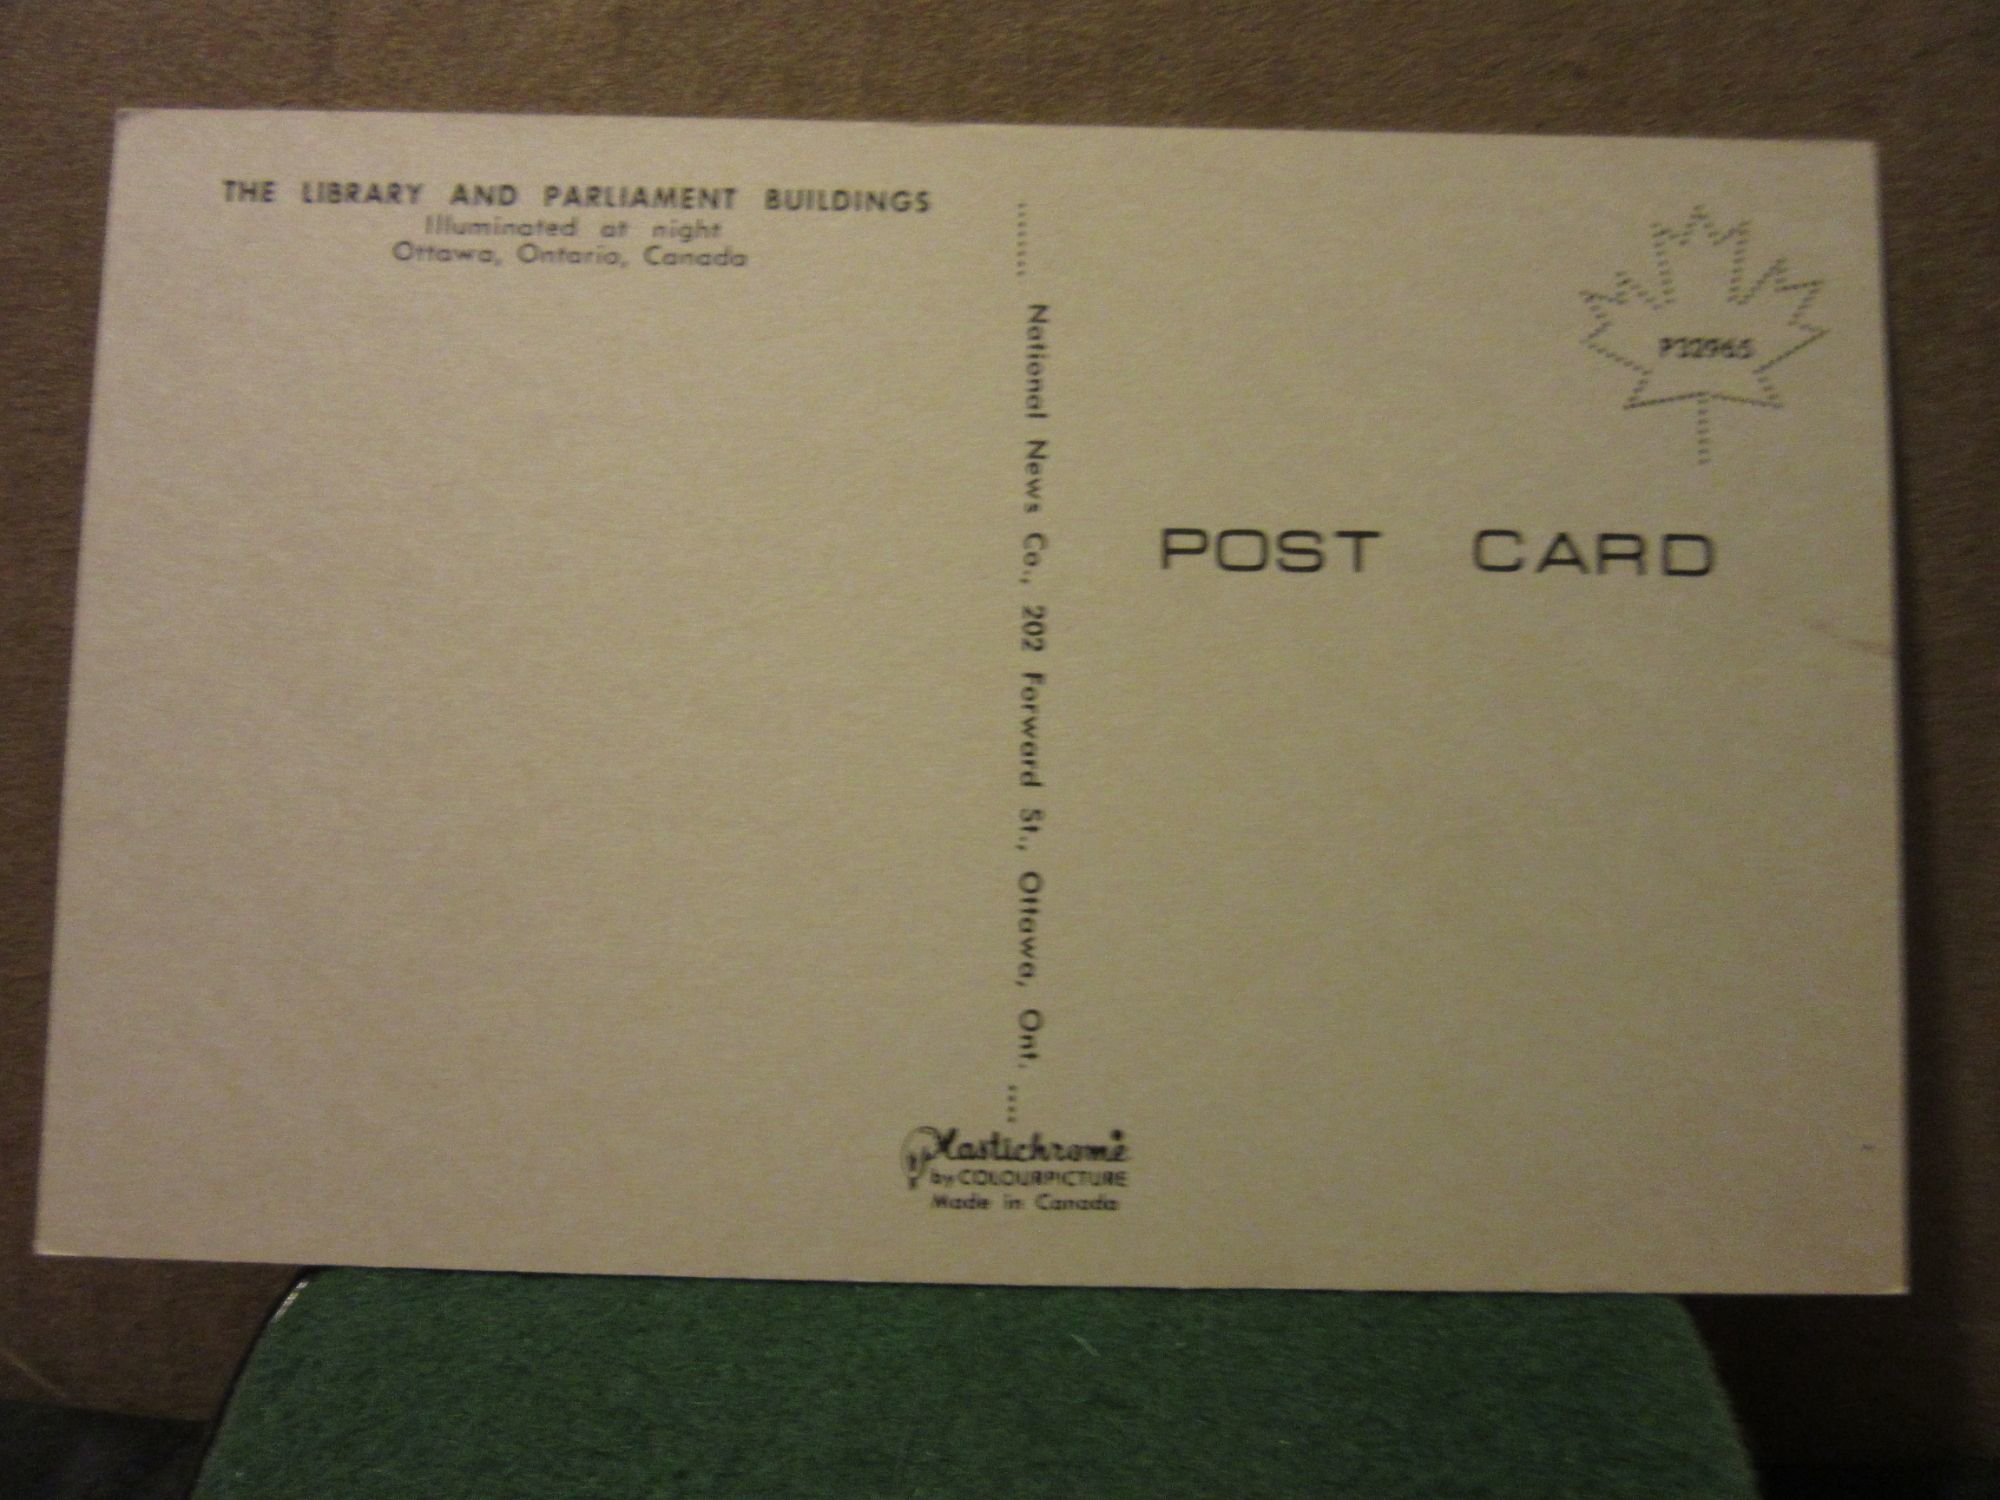 THE LIBRARY AND PARLIAMENT BUILDINGS
Illuminated at night
Ottawa, Ontario, Canada
National News Co., 202 Forward St., Ottawa, Ont.
P32965
POST CARD
Plastichrome
by COLOURPICTURE
Made in Canada